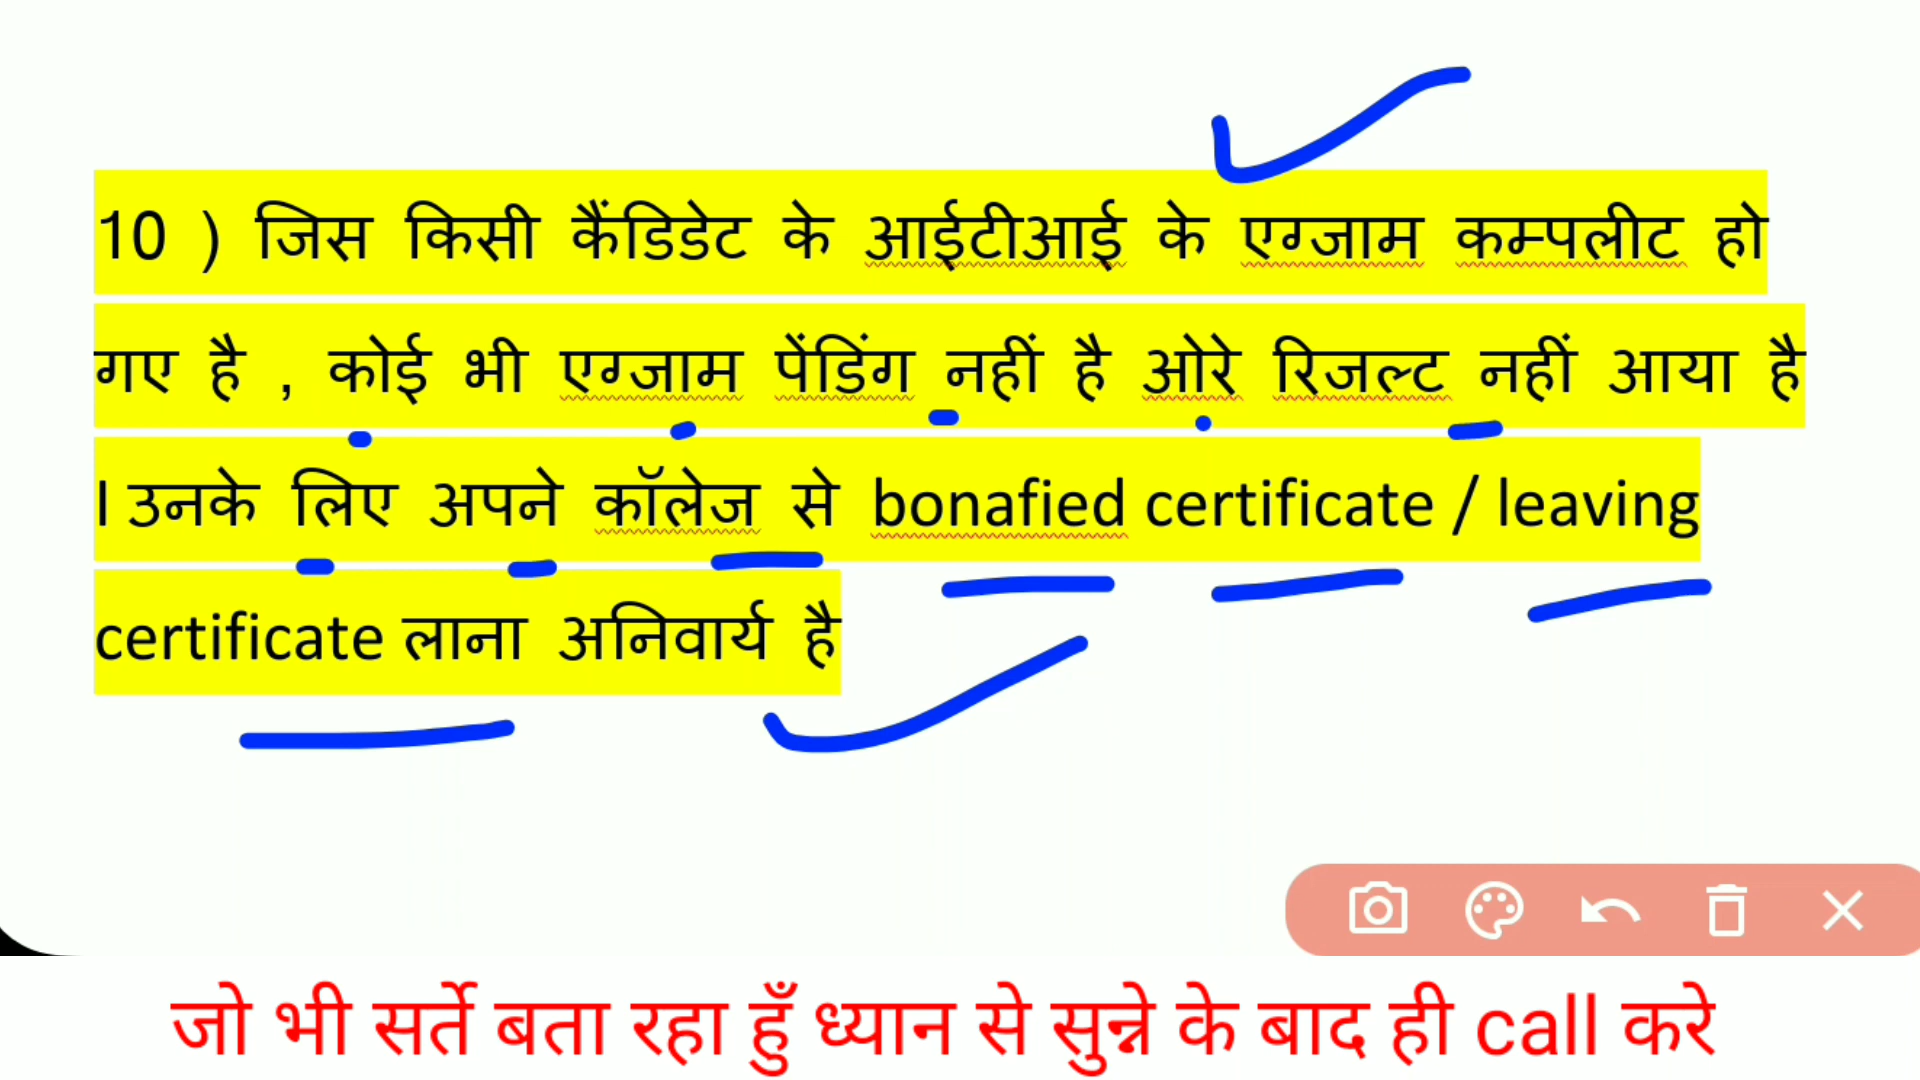 10 ) जिस किसी कैंडिडेट के आईटीआई के एग्जाम कम्पलीट हो
गए है , कोई भी एग्जाम पेंडिंग नहीं है ओरे रिजल्ट नहीं आया है
I उनके लिए अपने कॉलेज से bonafied certificate / leaving
certificate लाना अनिवार्य है
जो भी सर्ते बता रहा हुँ ध्यान से सुन्ने के बाद ही call करे